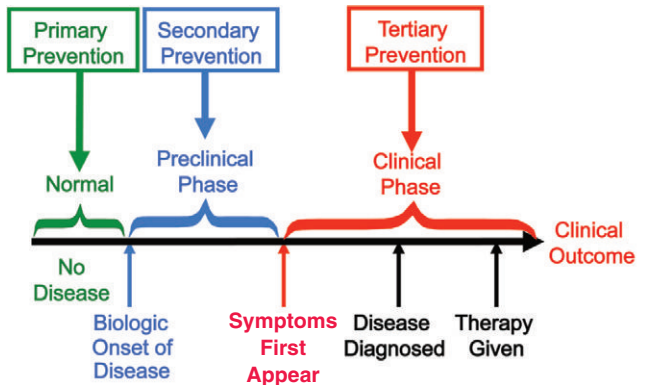 Primary
Prevention
Secondary
Prevention
Tertiary
Prevention
Normal
Preclinical
Phase
Clinical
Phase
Clinical
Outcome
No
Disease
Biologic
Onset of
Disease
Symptoms
First
Appear
Disease
Diagnosed
Therapy
Given